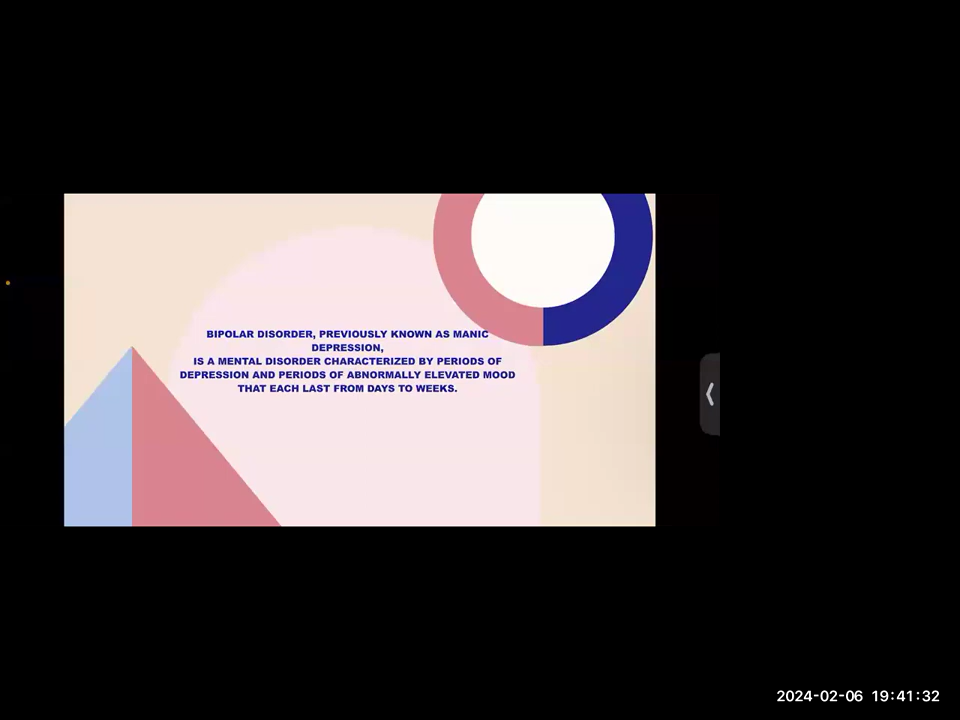 BIPOLAR DISORDER, PREVIOUSLY KNOWN AS MANIC
DEPRESSION,
IS A MENTAL DISORDER CHARACTERIZED BY PERIODS OF
DEPRESSION AND PERIODS OF ABNORMALLY ELEVATED MOOD
THAT EACH LAST FROM DAYS TO WEEKS.
2024-02-06 19:41:32